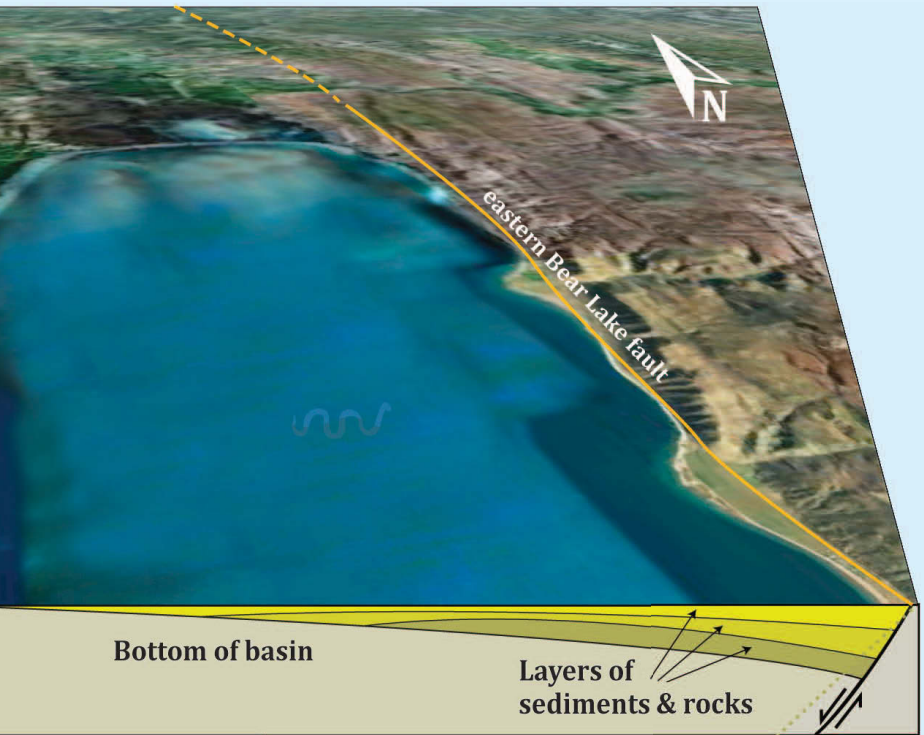 N
eastern Bear Lake fault
Bottom of basin
Layers of
sediments & rocks